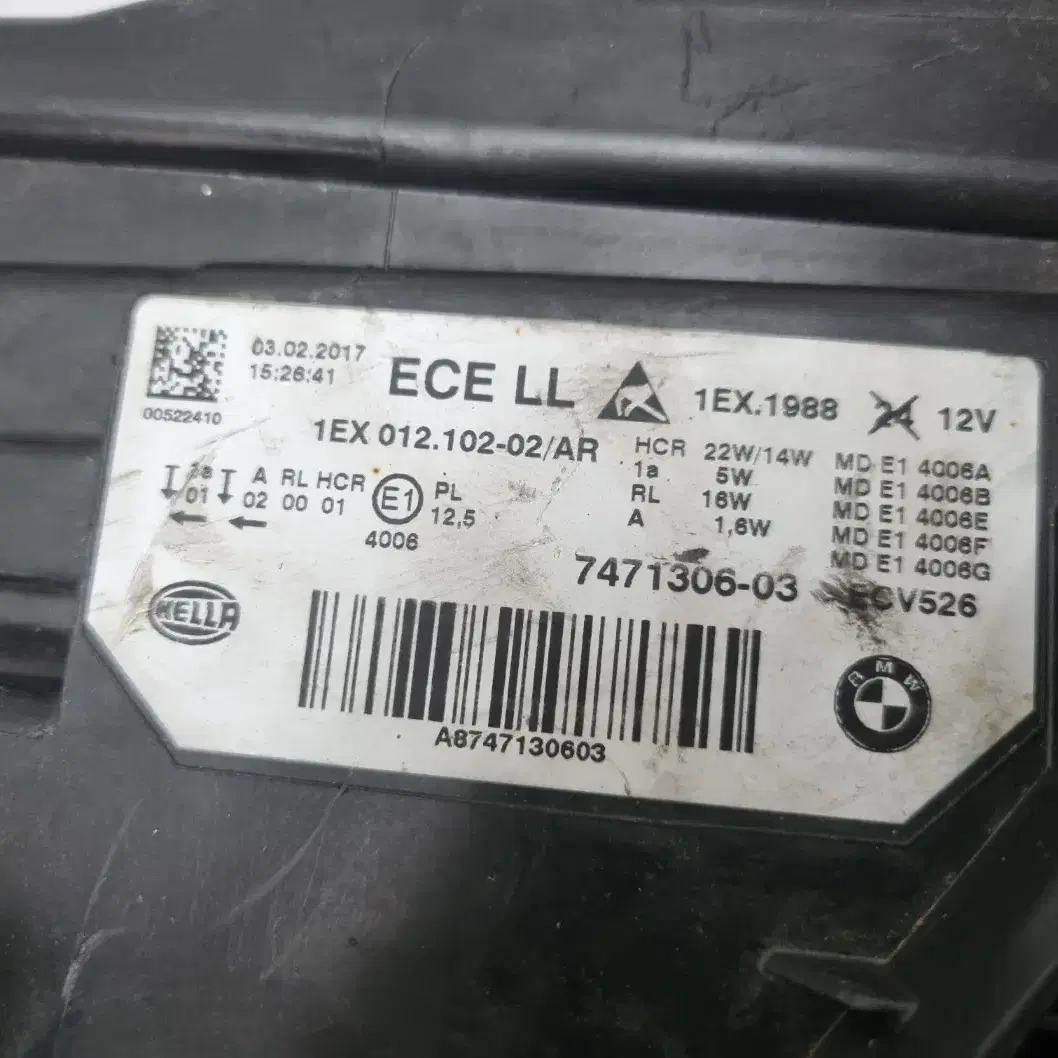 03.02.2017
15:26:41
00522410
ECE LL
1EX.1988
24
12V
1EX 012.102-02/AR
1a A RL HCR
01 02 00 01
E1
4006
PL
12,5
HCR 22W/14W
1a 5W
RL 16W
A 1,6W
MD E1 4006A
MD E1 4006B
MD E1 4006E
MD E1 4006F
MD E1 4006G
7471306-03
ECV526
HELLA
A8747130603
BMW